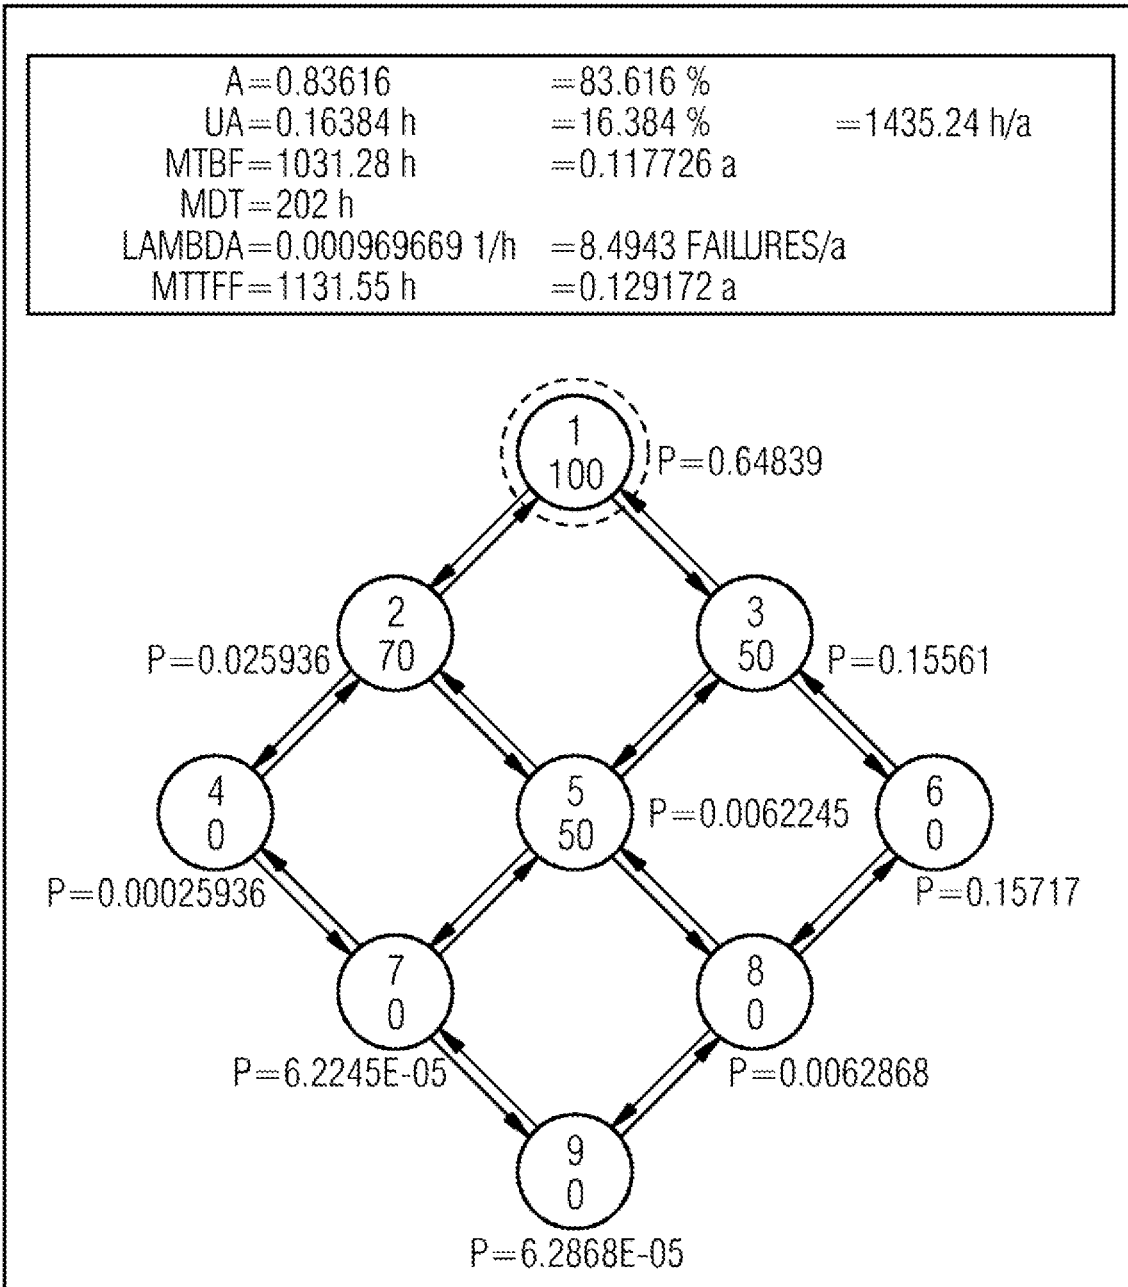 A=0.83616 =83.616 %
UA=0.16384 h =16.384 % =1435.24 h/a
MTBF=1031.28 h =0.117726 a
MDT=202 h
LAMBDA=0.000969669 1/h =8.4943 FAILURES/a
MTTFF=1131.55 h =0.129172 a
1
100
P=0.64839
2
70
P=0.025936
3
50
P=0.15561
4
0
P=0.00025936
5
50
P=0.0062245
6
0
P=0.15717
7
0
P=6.2245E-05
8
0
P=0.0062868
9
0
P=6.2868E-05